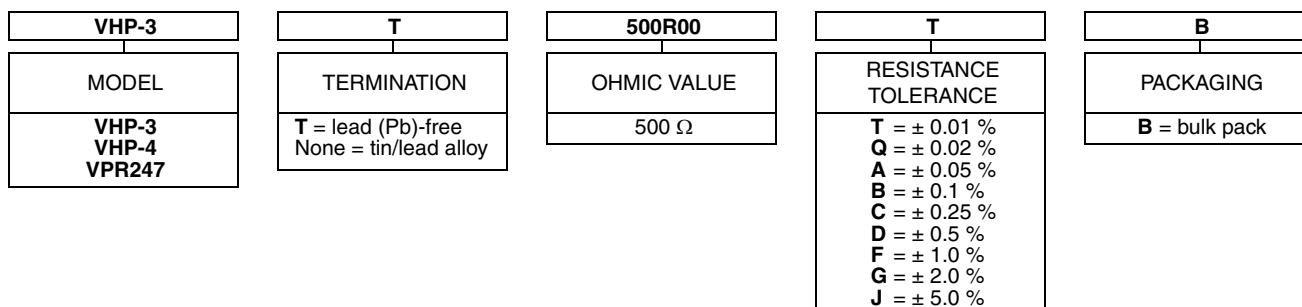 VHP-3
T
500R00
T
B
MODEL
TERMINATION
OHMIC VALUE
RESISTANCE
TOLERANCE
PACKAGING
VHP-3
VHP-4
VPR247
T = lead (Pb)-free
None = tin/lead alloy
500 Ω
T = ± 0.01 %
Q = ± 0.02 %
A = ± 0.05 %
B = ± 0.1 %
C = ± 0.25 %
D = ± 0.5 %
F = ± 1.0 %
G = ± 2.0 %
J = ± 5.0 %
B = bulk pack